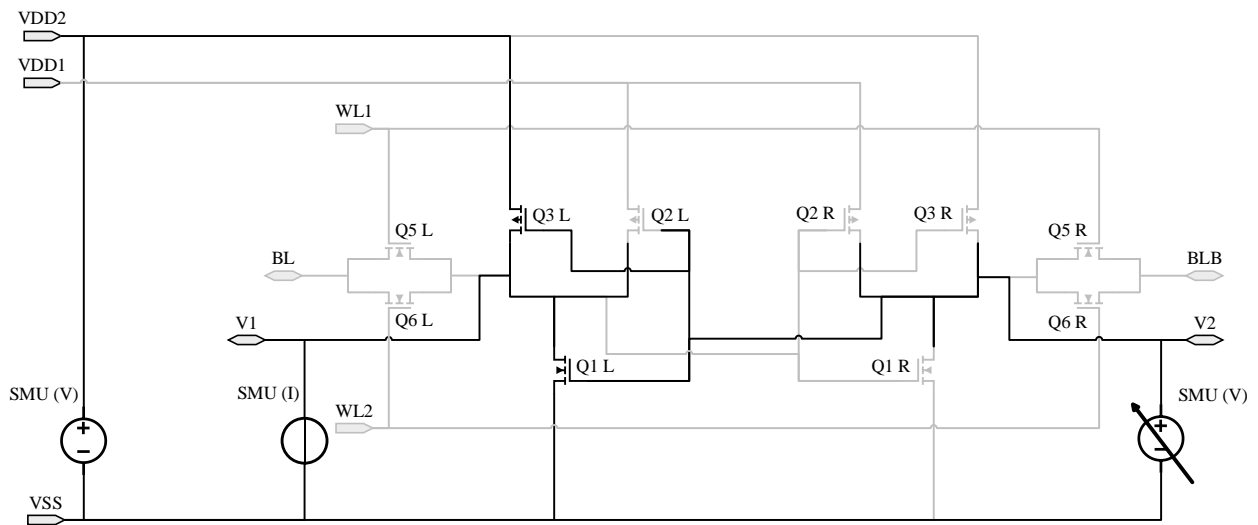 VDD2
VDD1
WL1
Q3 L
Q2 L
Q2 R
Q3 R
Q5 L
Q5 R
BL
BLB
Q6 L
Q6 R
V1
V2
Q1 L
Q1 R
SMU (V)
SMU (I)
SMU (V)
WL2
VSS